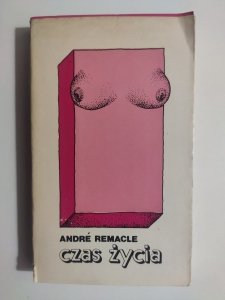 ANDRÉ REMACLE
czas życia